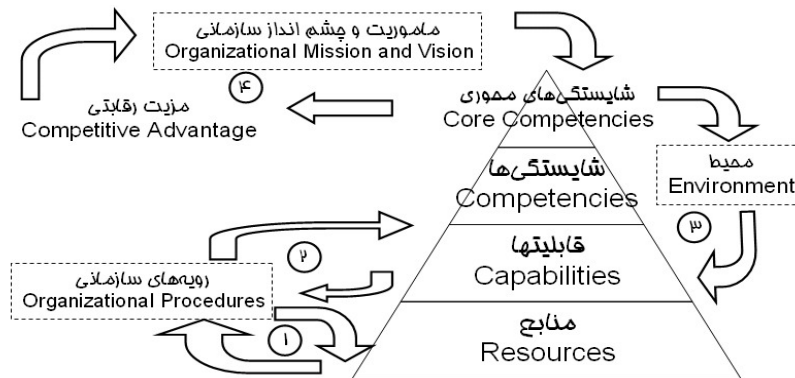 ماموریت و چشم انداز سازمانی
Organizational Mission and Vision
۴
مزیت رقابتی
Competitive Advantage
شایستگی‌های محوری
Core Competencies
شایستگی‌ها
Competencies
محیط
Environment
۳
قابلیتها
Capabilities
۲
رویه‌های سازمانی
Organizational Procedures
۱
منابع
Resources